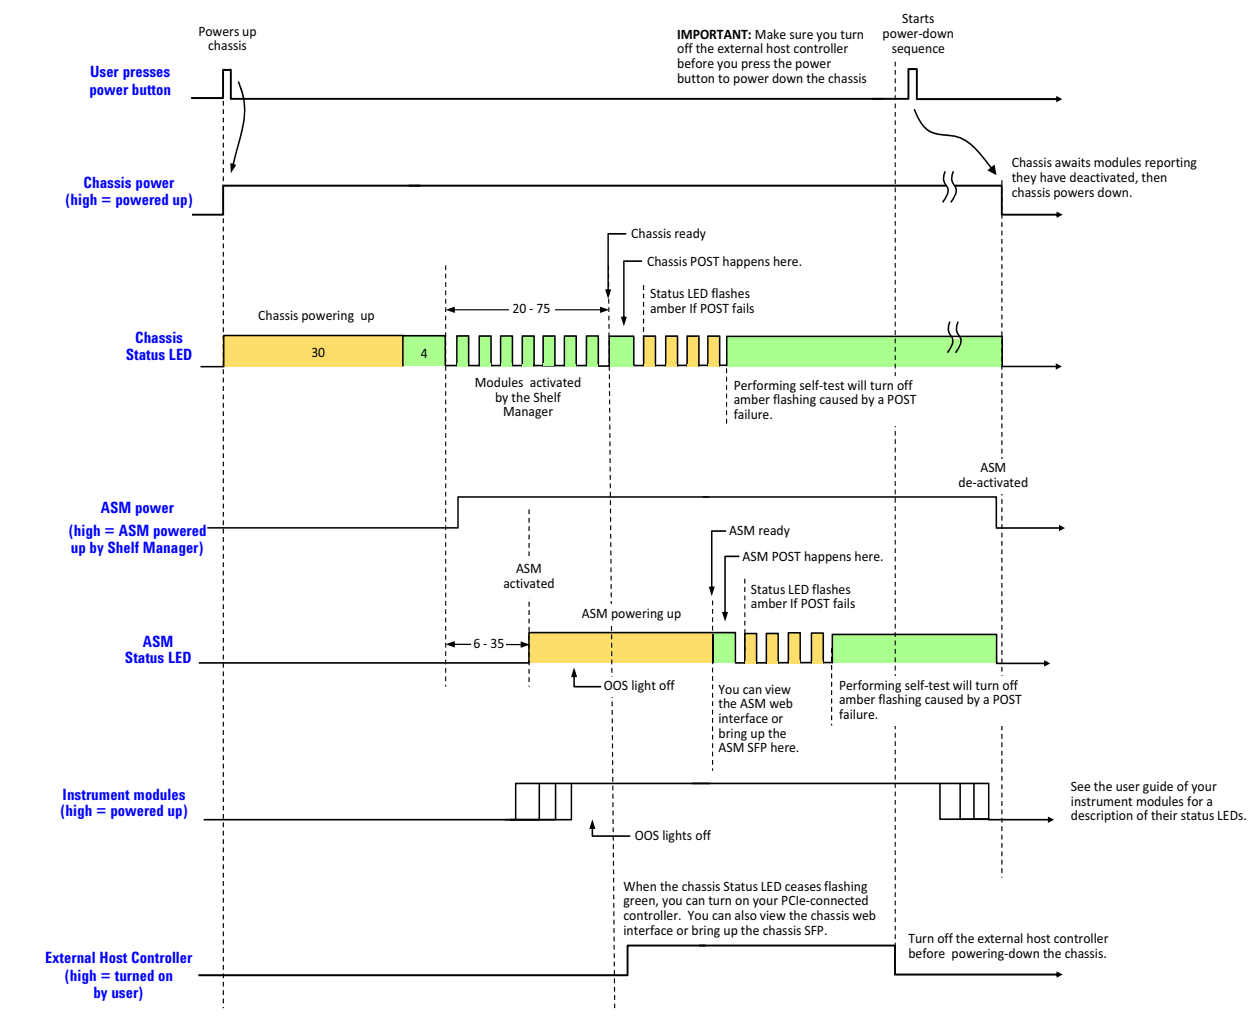 Powers up
chassis
IMPORTANT: Make sure you turn
off the external host controller
before you press the power
button to power down the chassis
Starts
power-down
sequence
User presses
power button
Chassis power
(high = powered up)
Chassis awaits modules reporting
they have deactivated, then
chassis powers down.
Chassis ready
Chassis POST happens here.
Status LED flashes
amber If POST fails
20 - 75
Chassis powering up
Chassis
Status LED
30
4
Modules activated
by the Shelf
Manager
Performing self-test will turn off
amber flashing caused by a POST
failure.
ASM
de-activated
ASM power
(high = ASM powered
up by Shelf Manager)
ASM ready
ASM POST happens here.
ASM
activated
Status LED flashes
amber If POST fails
ASM powering up
ASM
Status LED
6 - 35
OOS light off
You can view
the ASM web
interface or
bring up the
ASM SFP here.
Performing self-test will turn off
amber flashing caused by a POST
failure.
Instrument modules
(high = powered up)
OOS lights off
See the user guide of your
instrument modules for a
description of their status LEDs.
When the chassis Status LED ceases flashing
green, you can turn on your PCIe-connected
controller. You can also view the chassis web
interface or bring up the chassis SFP.
External Host Controller
(high = turned on
by user)
Turn off the external host controller
before powering-down the chassis.